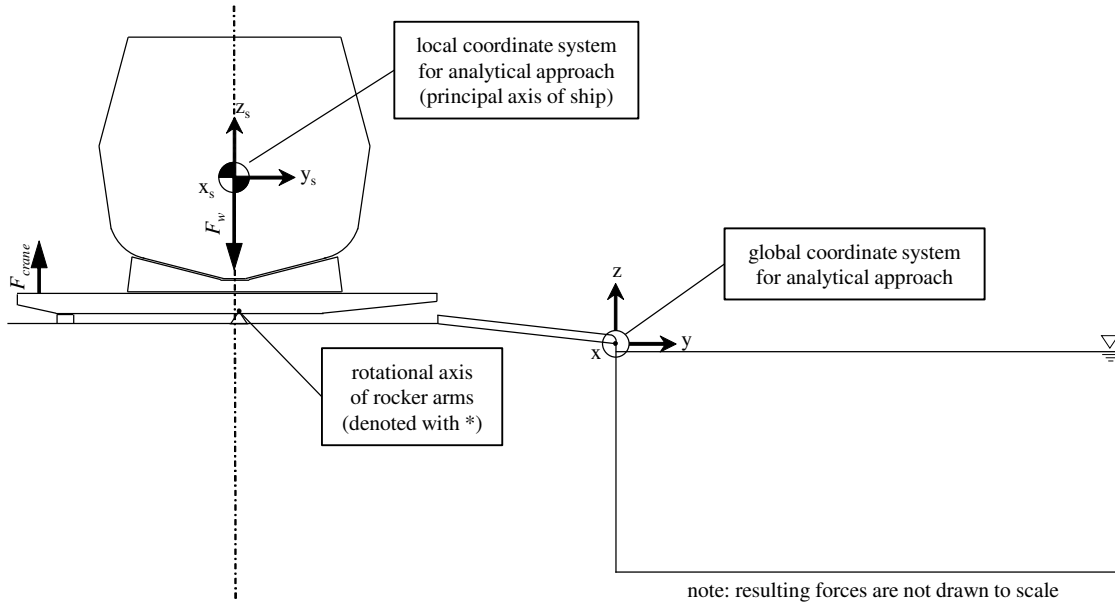 local coordinate system
for analytical approach
(principal axis of ship)
z_s
y_s
x_s
F_w
F_crane
global coordinate system
for analytical approach
z
y
x
rotational axis
of rocker arms
(denoted with *)
note: resulting forces are not drawn to scale